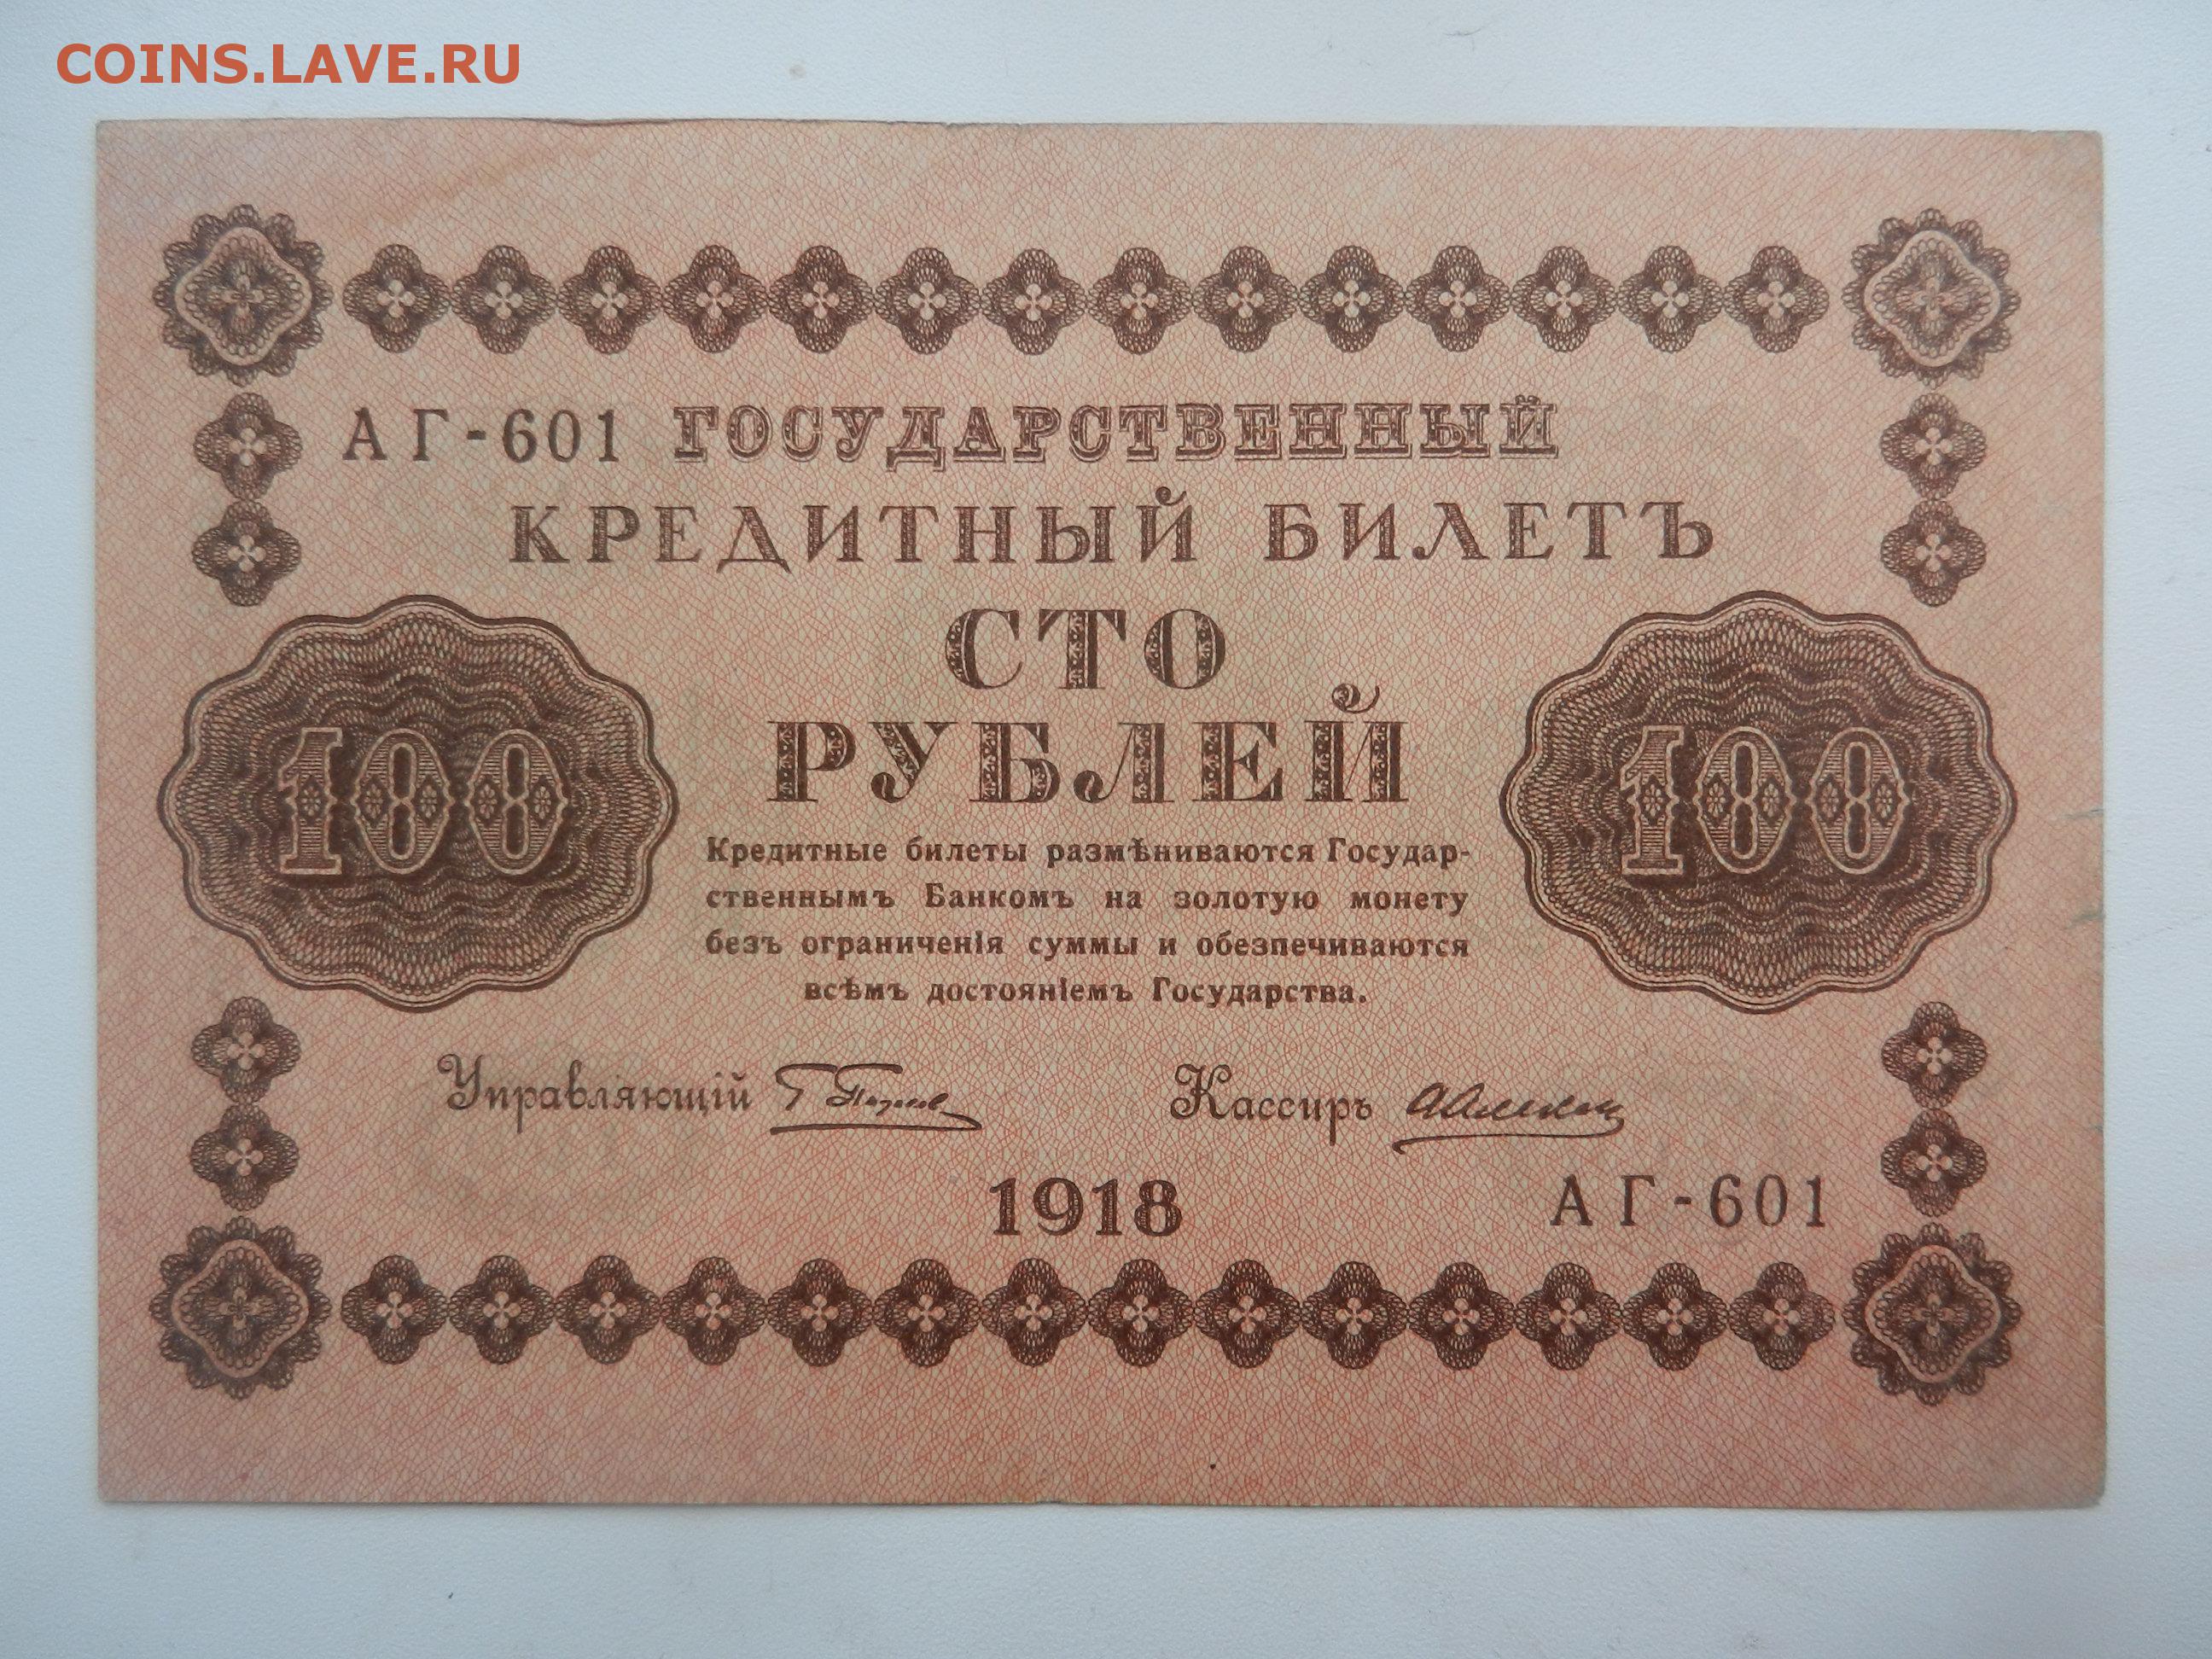 COINS.LAVE.RU
АГ-601 ГОСУДАРСТВЕННЫЙ
КРЕДИТНЫЙ БИЛЕТЪ
СТО
РУБЛЕЙ
100
100
Кредитные билеты размѣниваются Государ-
ственнымъ Банкомъ на золотую монету
безъ ограниченія суммы и обезпечиваются
всѣмъ достояніемъ Государства.
Управляющій
Кассиръ
1918
АГ-601